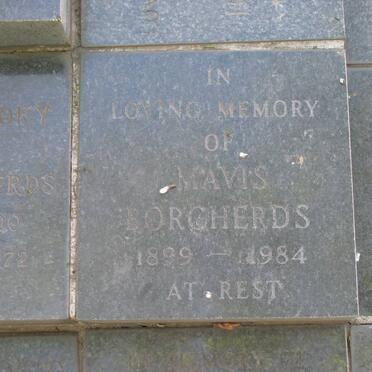 IN
LOVING MEMORY
OF
MAVIS
BORCHERDS
1899 – 1984
AT REST